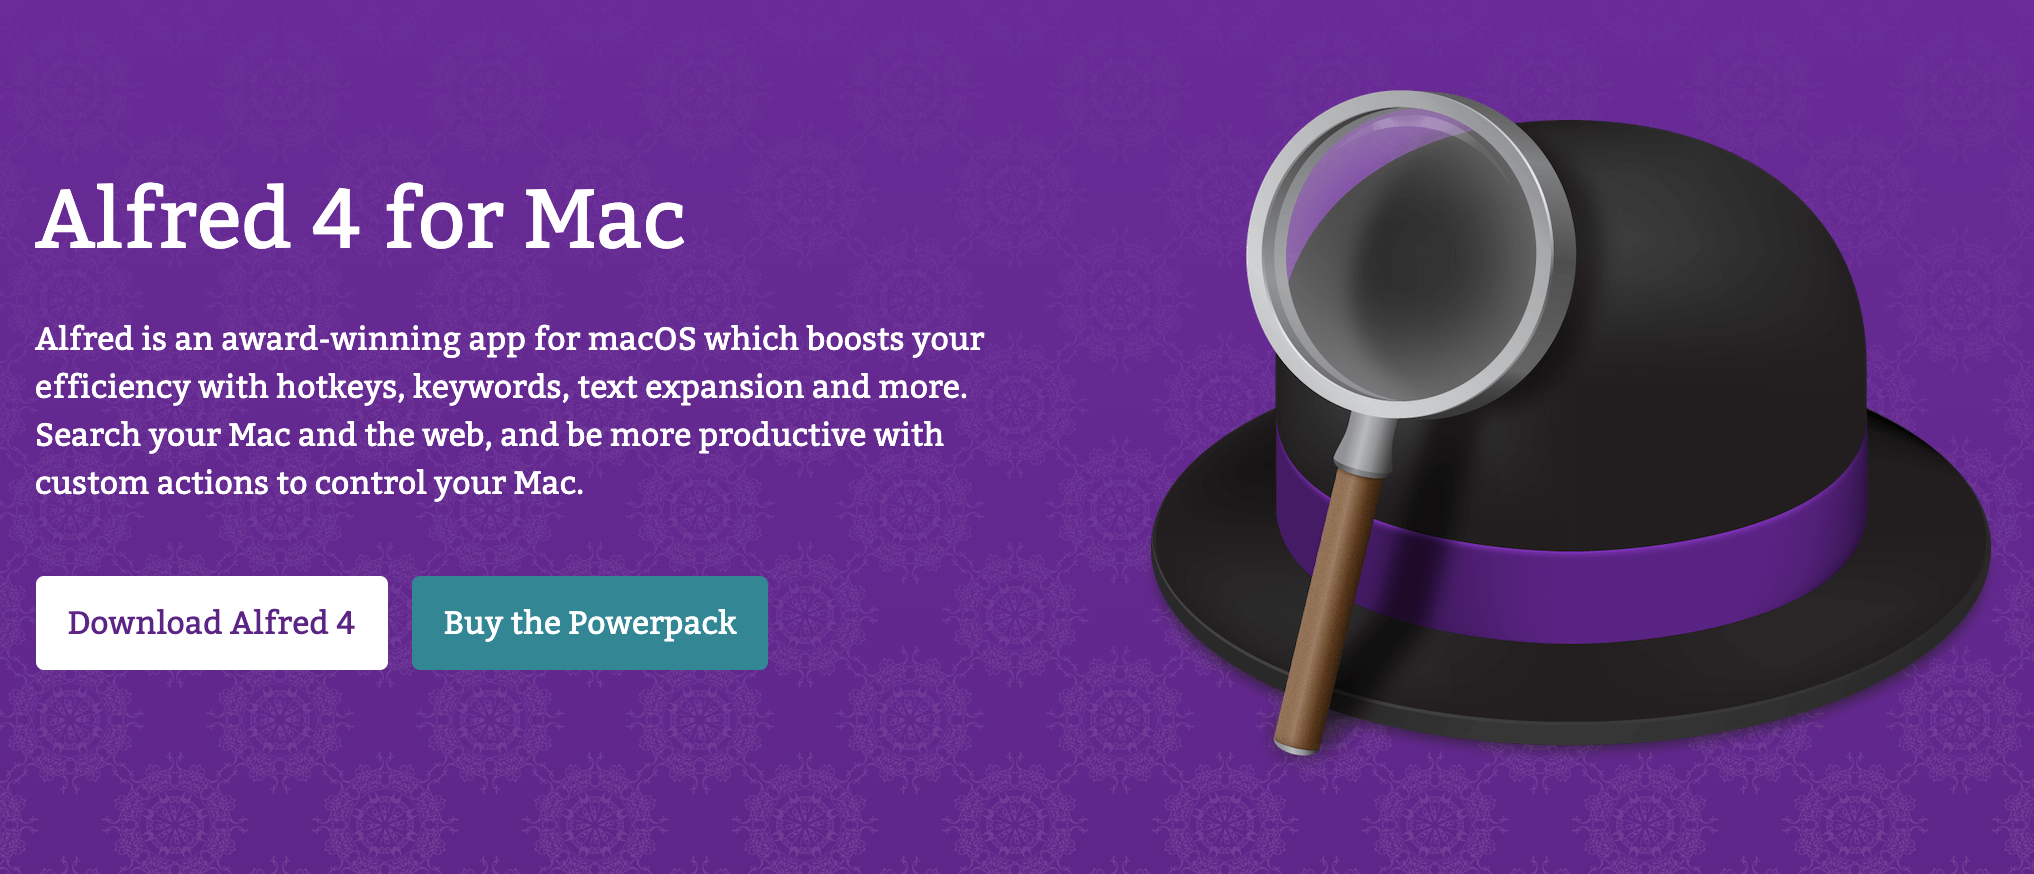 Alfred 4 for Mac
Alfred is an award-winning app for macOS which boosts your
efficiency with hotkeys, keywords, text expansion and more.
Search your Mac and the web, and be more productive with
custom actions to control your Mac.
Download Alfred 4
Buy the Powerpack